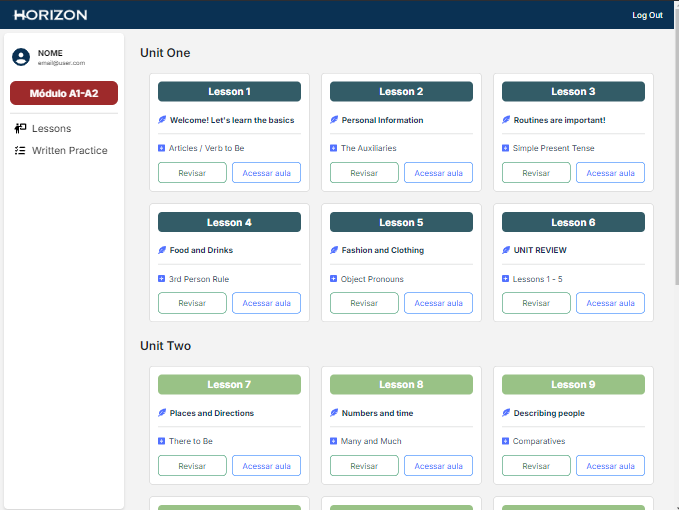 HORIZON
Log Out
NOME
email@user.com
Módulo A1-A2
Lessons
Written Practice
Unit One
Lesson 1
Welcome! Let's learn the basics
Articles / Verb to Be
Revisar
Acessar aula
Lesson 2
Personal Information
The Auxiliaries
Revisar
Acessar aula
Lesson 3
Routines are important!
Simple Present Tense
Revisar
Acessar aula
Lesson 4
Food and Drinks
3rd Person Rule
Revisar
Acessar aula
Lesson 5
Fashion and Clothing
Object Pronouns
Revisar
Acessar aula
Lesson 6
UNIT REVIEW
Lessons 1 - 5
Revisar
Acessar aula
Unit Two
Lesson 7
Places and Directions
There to Be
Revisar
Acessar aula
Lesson 8
Numbers and time
Many and Much
Revisar
Acessar aula
Lesson 9
Describing people
Comparatives
Revisar
Acessar aula